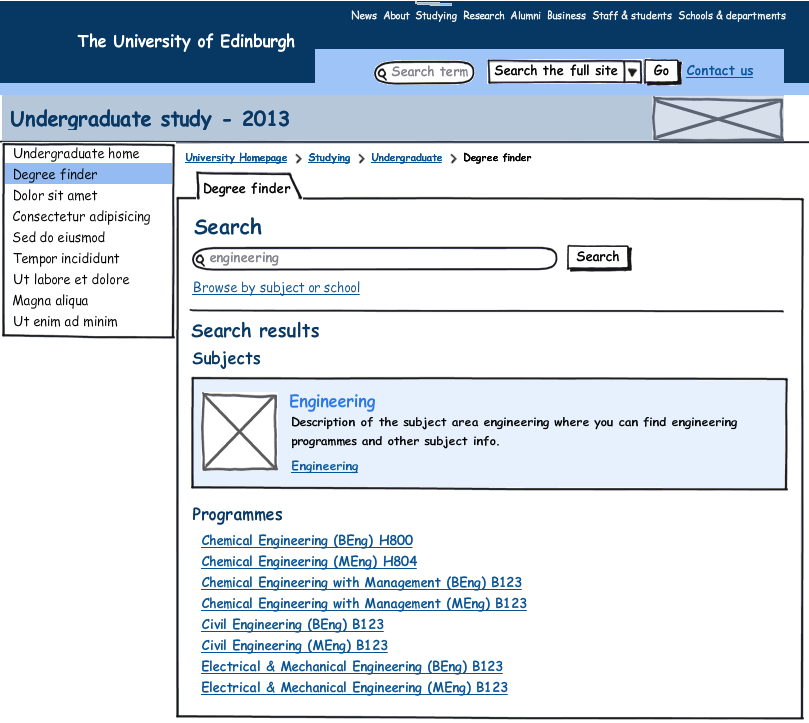 News About Studying Research Alumni Business Staff & students Schools & departments
The University of Edinburgh
Search term
Search the full site
Go
Contact us
Undergraduate study - 2013
Undergraduate home
Degree finder
Dolor sit amet
Consectetur adipisicing
Sed do eiusmod
Tempor incididunt
Ut labore et dolore
Magna aliqua
Ut enim ad minim
University Homepage > Studying > Undergraduate > Degree finder
Degree finder
Search
engineering
Search
Browse by subject or school
Search results
Subjects
Engineering
Description of the subject area engineering where you can find engineering
programmes and other subject info.
Engineering
Programmes
Chemical Engineering (BEng) H800
Chemical Engineering (MEng) H804
Chemical Engineering with Management (BEng) B123
Chemical Engineering with Management (MEng) B123
Civil Engineering (BEng) B123
Civil Engineering (MEng) B123
Electrical & Mechanical Engineering (BEng) B123
Electrical & Mechanical Engineering (MEng) B123